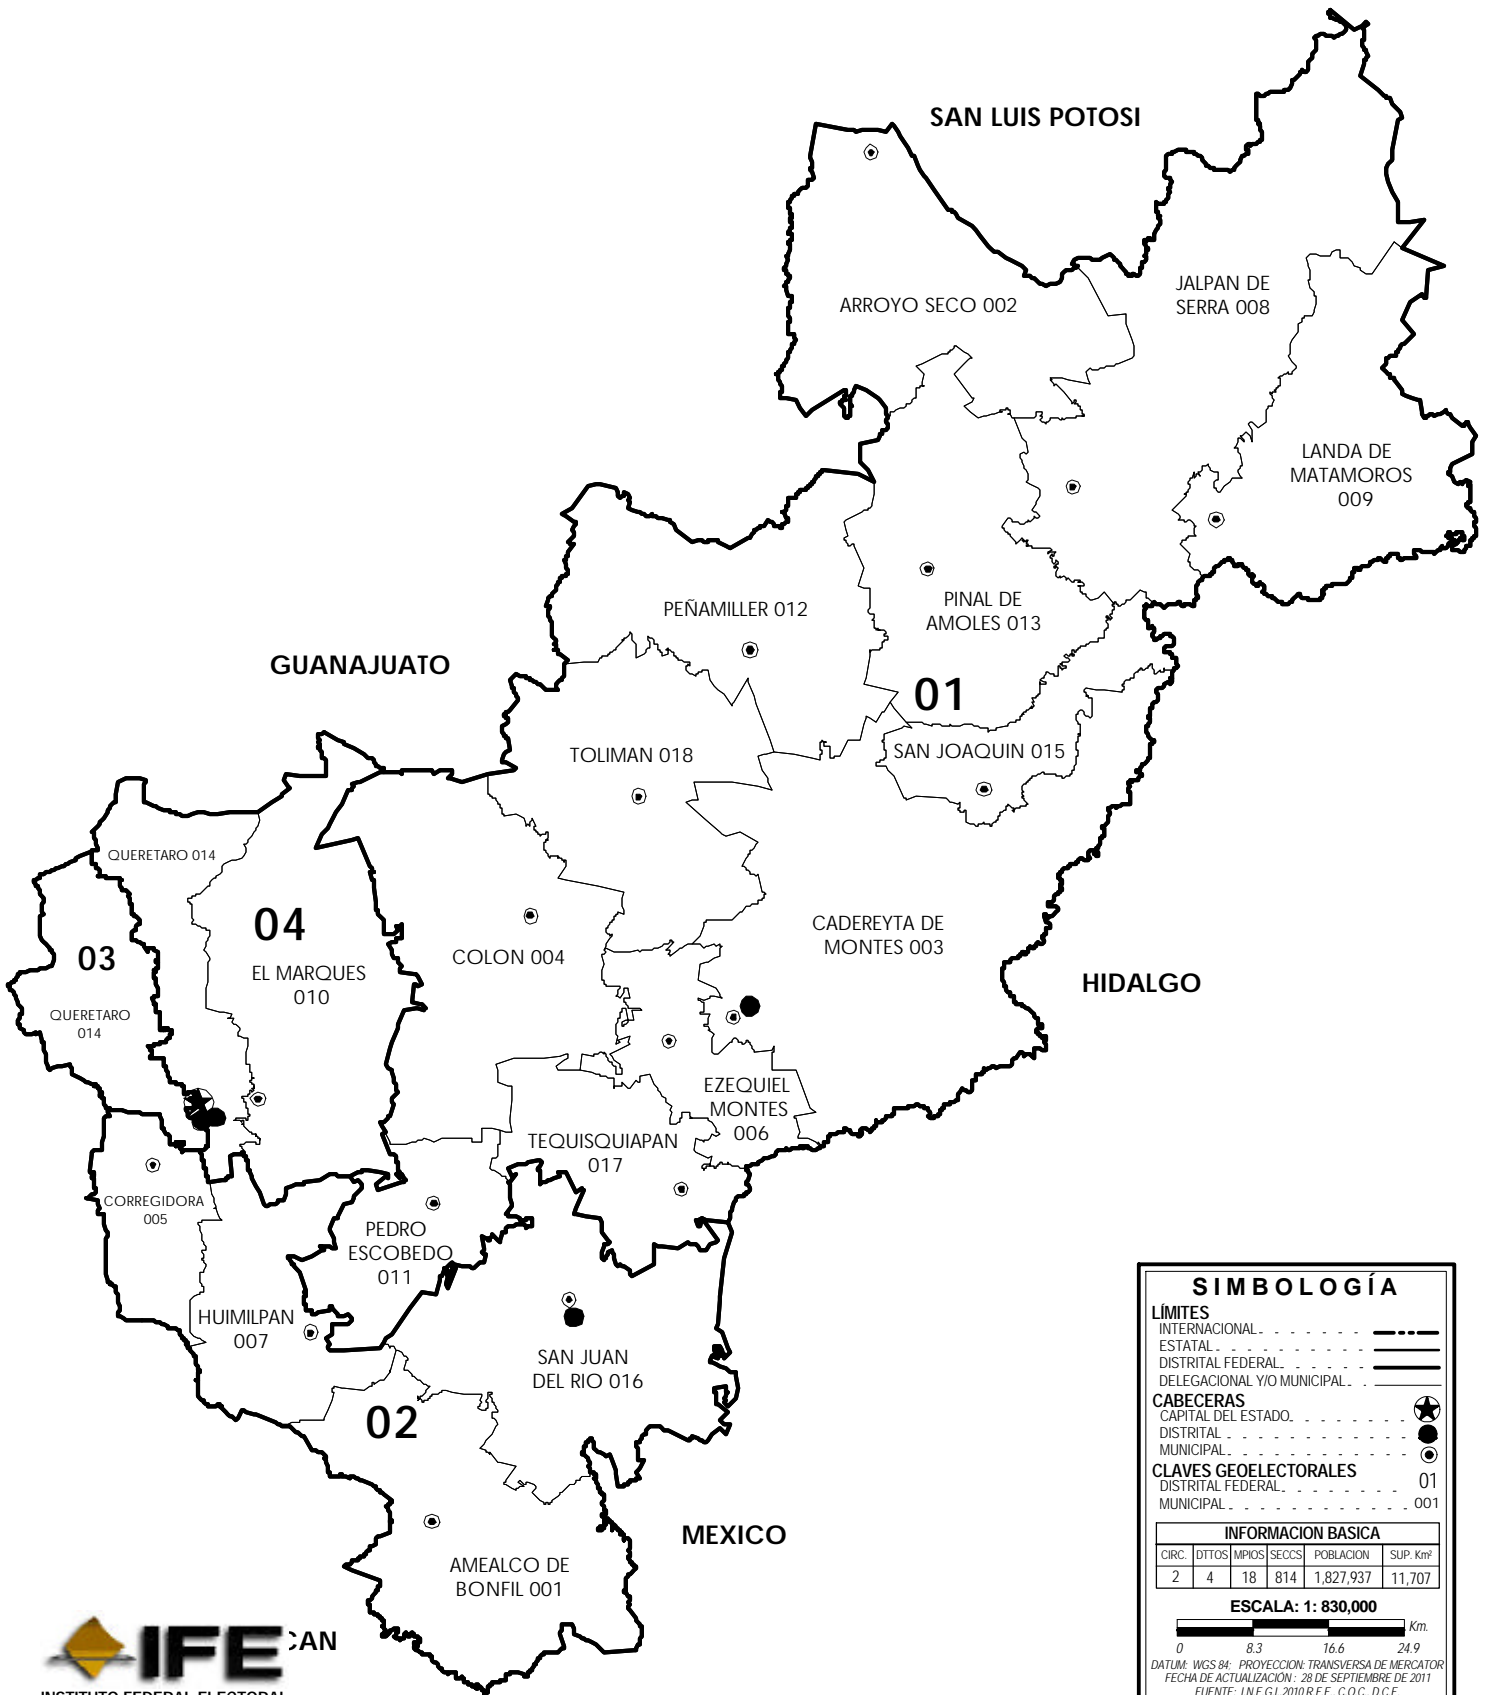 SAN LUIS POTOSI
JALPAN DE
SERRA 008
ARROYO SECO 002
LANDA DE
MATAMOROS
009
PEÑAMILLER 012
PINAL DE
AMOLES 013
GUANAJUATO
01
TOLIMAN 018
SAN JOAQUIN 015
QUERETARO 014
04
03
CADEREYTA DE
MONTES 003
COLON 004
EL MARQUES
010
HIDALGO
QUERETARO
014
EZEQUIEL
MONTES
006
TEQUISQUIAPAN
017
CORREGIDORA
005
PEDRO
ESCOBEDO
011
HUIMILPAN
007
SAN JUAN
DEL RIO 016
02
MEXICO
AMEALCO DE
BONFIL 001
IFE
CAN
INSTITUTO FEDERAL ELECTORAL
SIMBOLOGÍA
LÍMITES
INTERNACIONAL
ESTATAL
DISTRITAL FEDERAL
DELEGACIONAL Y/O MUNICIPAL
CABECERAS
CAPITAL DEL ESTADO
DISTRITAL
MUNICIPAL
CLAVES GEOELECTORALES
DISTRITAL FEDERAL 01
MUNICIPAL 001
INFORMACION BASICA
CIRC. DTTOS MPIOS SECCS POBLACION SUP. Km²
2 4 18 814 1,827,937 11,707
ESCALA: 1: 830,000
Km.
0 8.3 16.6 24.9
DATUM: WGS 84; PROYECCION: TRANSVERSA DE MERCATOR
FECHA DE ACTUALIZACIÓN : 28 DE SEPTIEMBRE DE 2011
FUENTE: I.N.E.G.I. 2010 R.F.E., C.O.C., D.C.E.